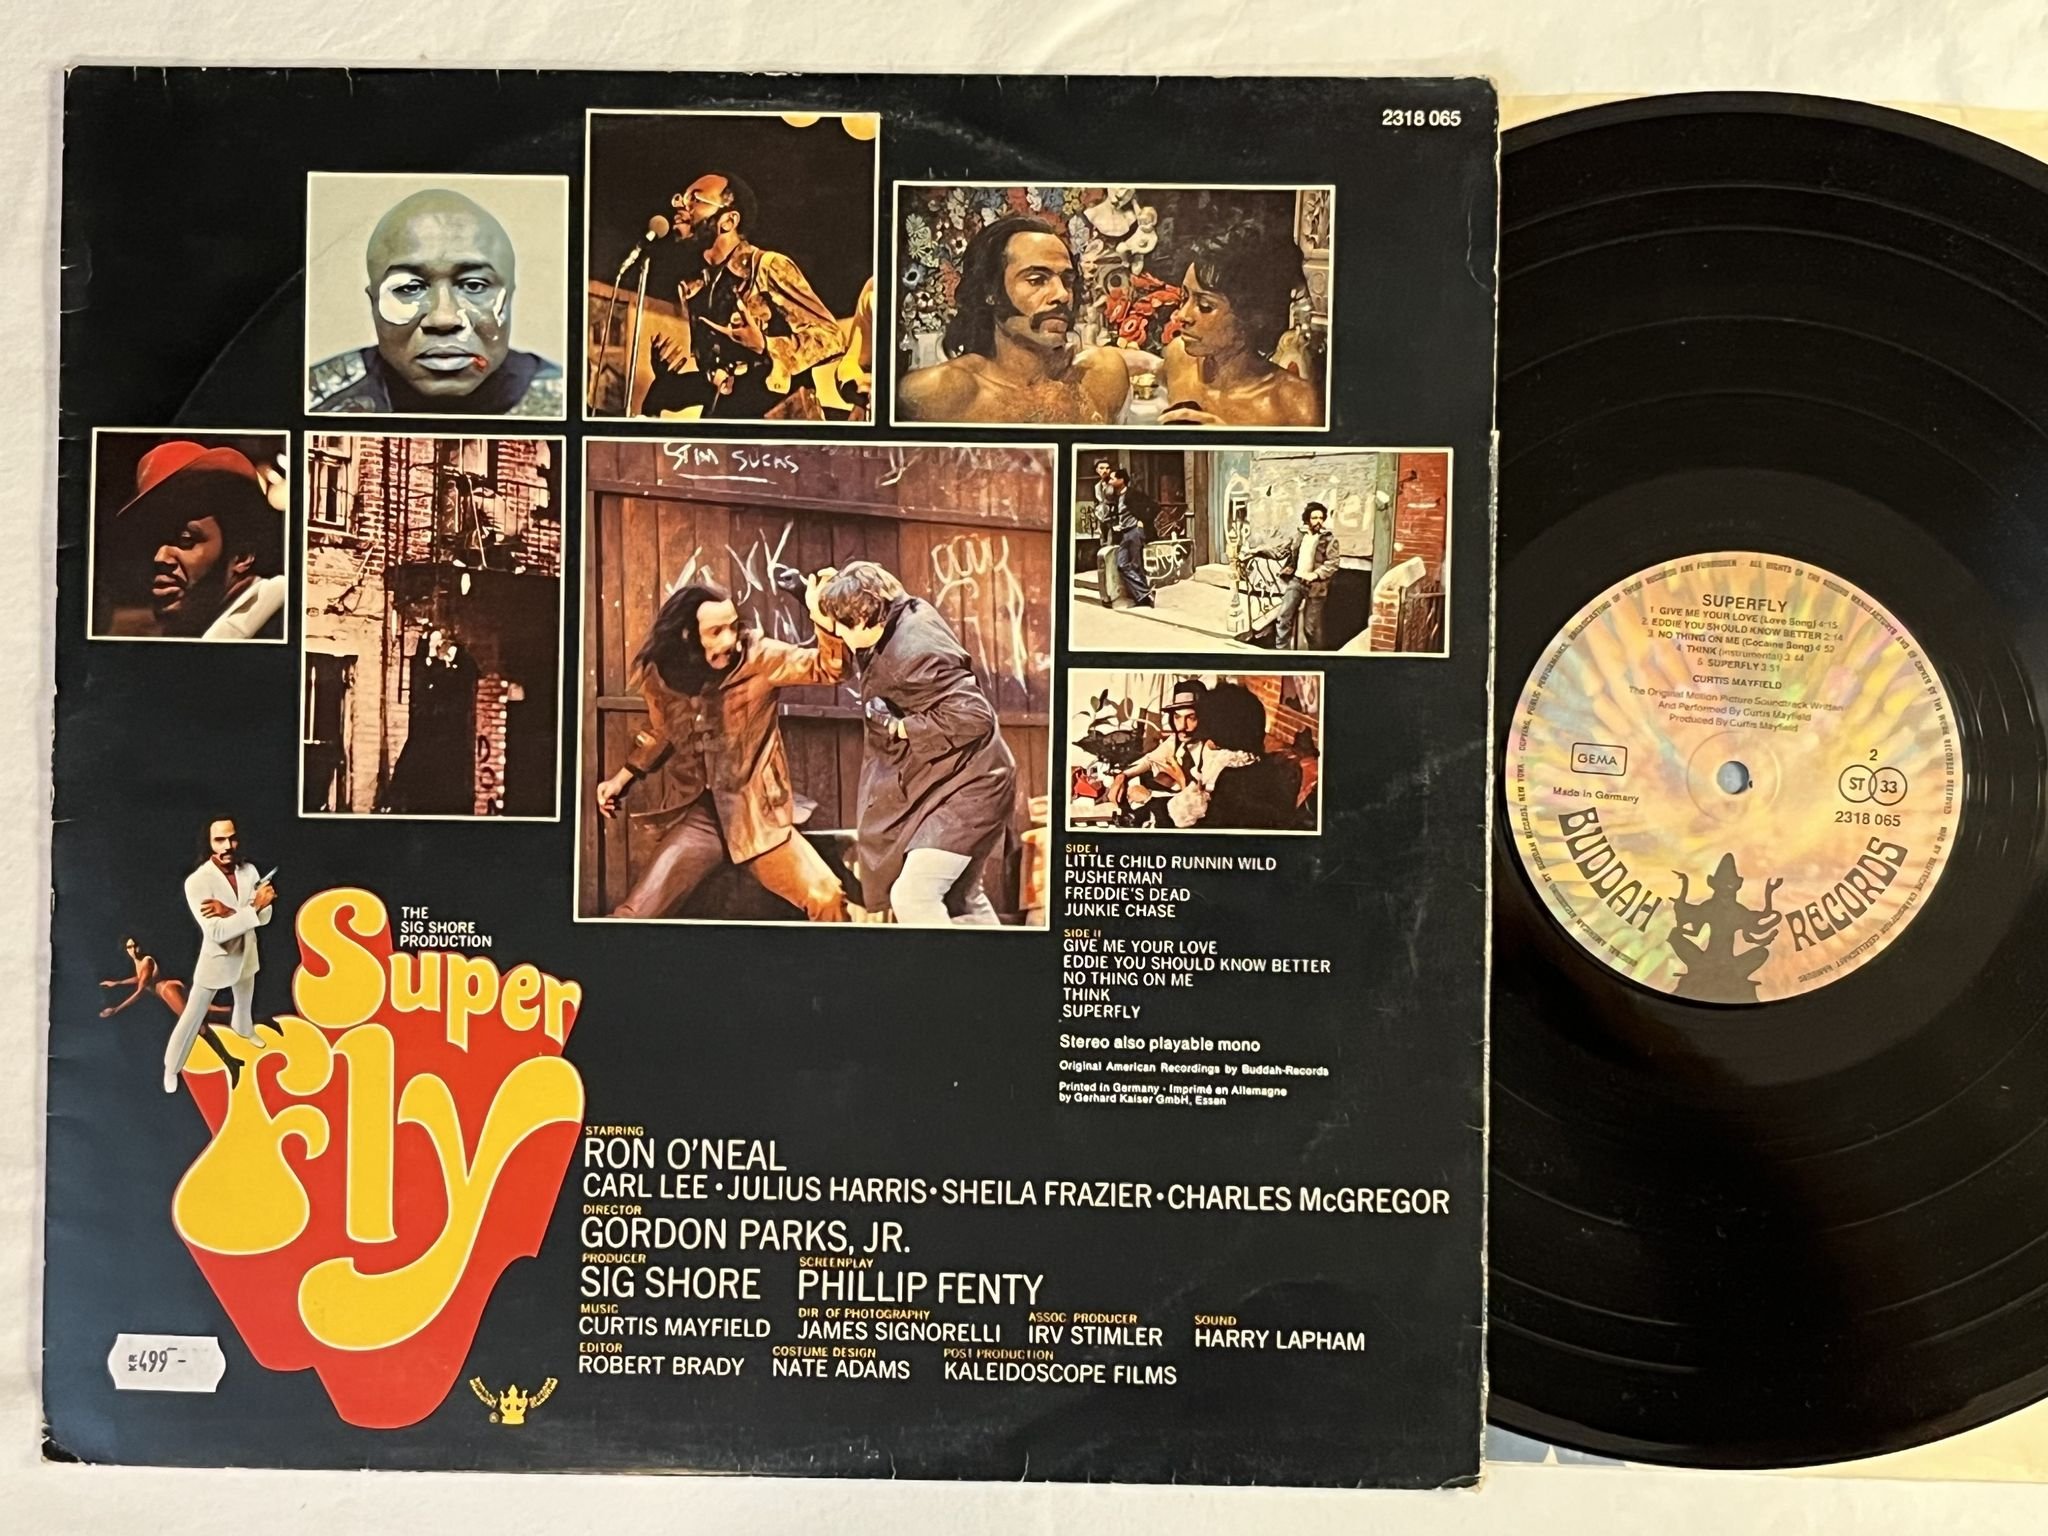 2318 065
STIM SUCKS
SIDE I
LITTLE CHILD RUNNIN WILD
PUSHERMAN
FREDDIE'S DEAD
JUNKIE CHASE
SIDE II
GIVE ME YOUR LOVE
EDDIE YOU SHOULD KNOW BETTER
NO THING ON ME
THINK
SUPERFLY
Stereo also playable mono
Original American Recordings by Buddah-Records
Printed in Germany · Imprimé en Allemagne
by Gerhard Kaiser GmbH, Essen
THE
SIG SHORE
PRODUCTION
Super
Fly
STARRING
RON O'NEAL
CARL LEE • JULIUS HARRIS • SHEILA FRAZIER • CHARLES McGREGOR
DIRECTOR
GORDON PARKS, JR.
PRODUCER SCREENPLAY
SIG SHORE PHILLIP FENTY
MUSIC DIR. OF PHOTOGRAPHY ASSOC PRODUCER SOUND
CURTIS MAYFIELD JAMES SIGNORELLI IRV STIMLER HARRY LAPHAM
EDITOR COSTUME DESIGN POST PRODUCTION
ROBERT BRADY NATE ADAMS KALEIDOSCOPE FILMS
KR 499.-
SUPERFLY
1. GIVE ME YOUR LOVE (Love Song) 4:15
2. EDDIE YOU SHOULD KNOW BETTER 2:14
3. NO THING ON ME (Cocaine Song) 4:52
4. THINK (Instrumental) 3:44
5. SUPERFLY 3:51
CURTIS MAYFIELD
The Original Motion Picture Soundtrack Written
And Performed By Curtis Mayfield
Produced By Curtis Mayfield
GEMA
Made in Germany
2
ST 33
2318 065
BUDDAH RECORDS